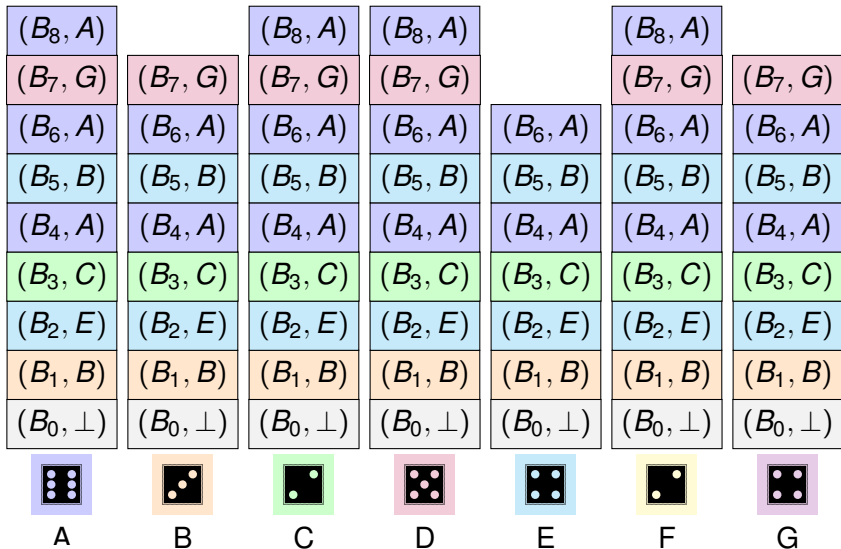 (B₈, A) (B₈, A) (B₈, A) (B₈, A)
(B₇, G) (B₇, G) (B₇, G) (B₇, G) (B₇, G) (B₇, G)
(B₆, A) (B₆, A) (B₆, A) (B₆, A) (B₆, A) (B₆, A) (B₆, A)
(B₅, B) (B₅, B) (B₅, B) (B₅, B) (B₅, B) (B₅, B) (B₅, B)
(B₄, A) (B₄, A) (B₄, A) (B₄, A) (B₄, A) (B₄, A) (B₄, A)
(B₃, C) (B₃, C) (B₃, C) (B₃, C) (B₃, C) (B₃, C) (B₃, C)
(B₂, E) (B₂, E) (B₂, E) (B₂, E) (B₂, E) (B₂, E) (B₂, E)
(B₁, B) (B₁, B) (B₁, B) (B₁, B) (B₁, B) (B₁, B) (B₁, B)
(B₀, ⊥) (B₀, ⊥) (B₀, ⊥) (B₀, ⊥) (B₀, ⊥) (B₀, ⊥) (B₀, ⊥)
A B C D E F G